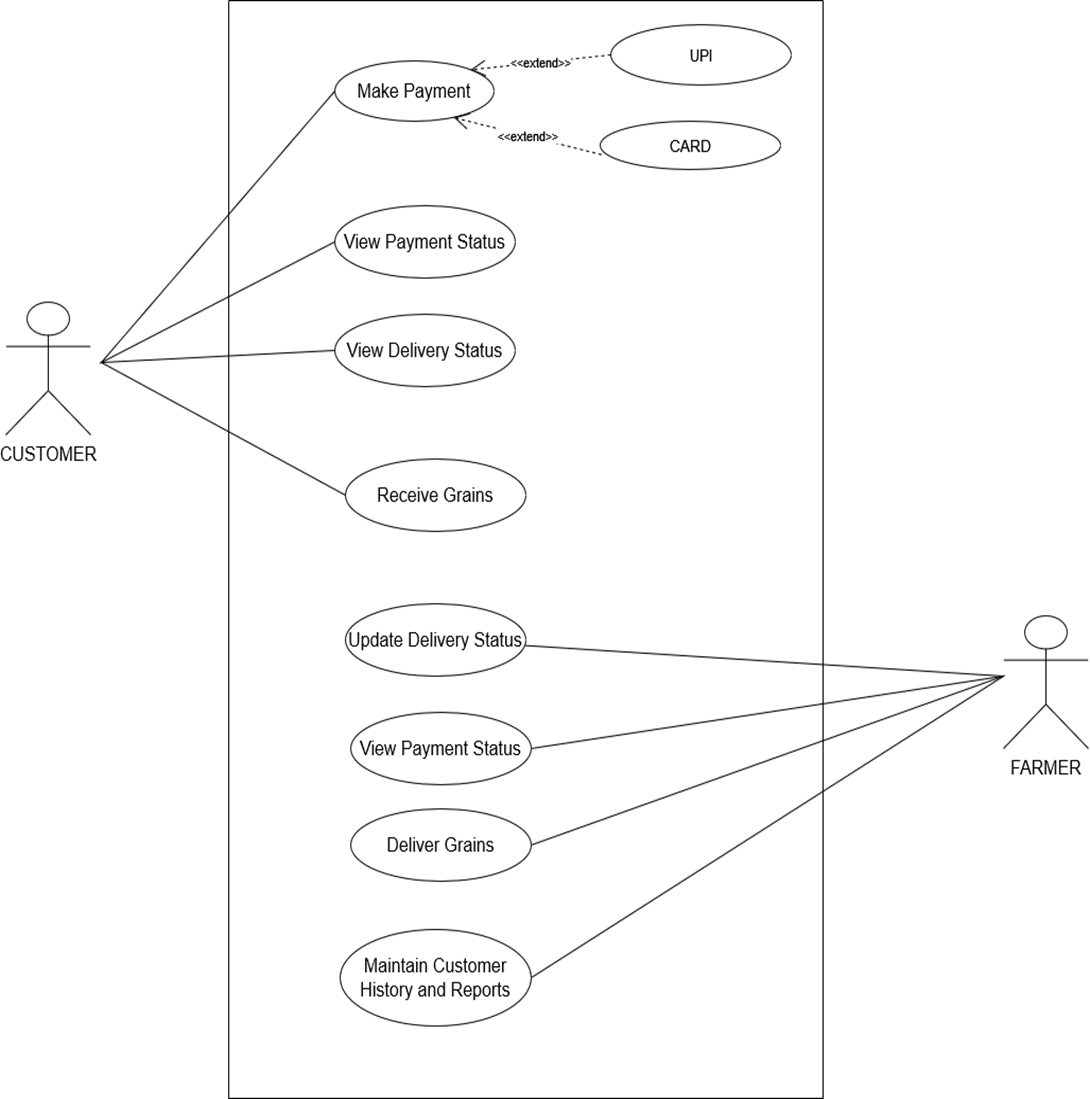 UPI
<<extend>>
Make Payment
<<extend>>
CARD
View Payment Status
View Delivery Status
CUSTOMER
Receive Grains
Update Delivery Status
View Payment Status
FARMER
Deliver Grains
Maintain Customer
History and Reports